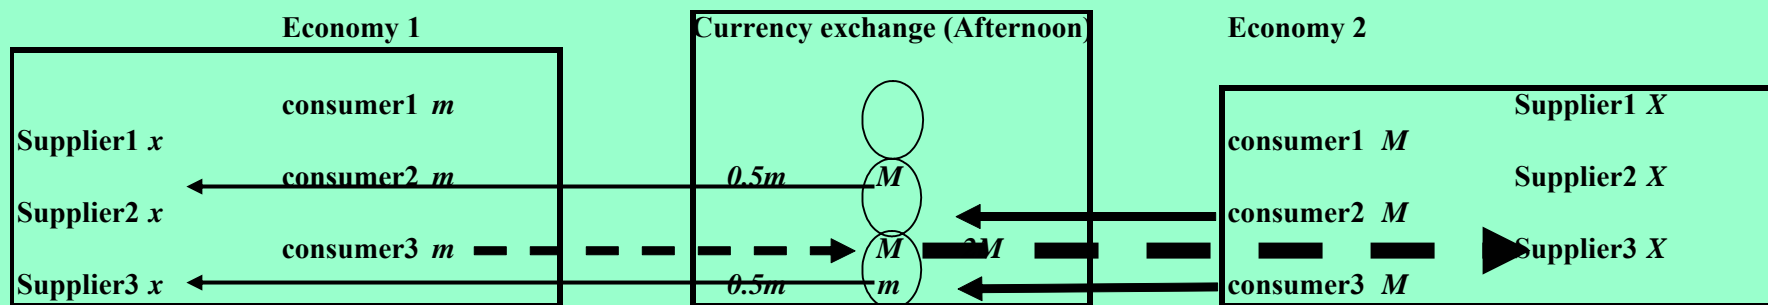 Economy 1 Currency exchange (Afternoon) Economy 2
consumer1 m Supplier1 X
Supplier1 x consumer1 M
consumer2 m 0.5m M Supplier2 X
Supplier2 x consumer2 M
consumer3 m M 2M Supplier3 X
Supplier3 x 0.5m m consumer3 M